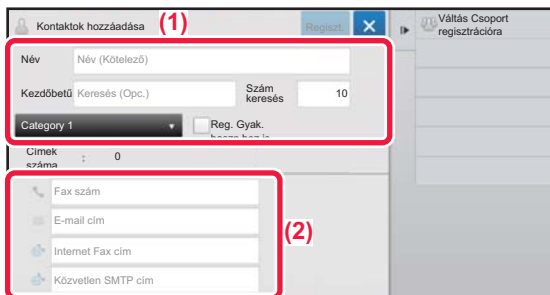 Kontaktok hozzáadása
(1)
Regiszt.
Váltás Csoport
regisztrációra
Név
Név (Kötelező)
Kezdőbetű
Keresés (Opc.)
Szám
keresés
10
Category 1
Reg. Gyak.
Címek
száma
:
0
Fax szám
E-mail cím
(2)
Internet Fax cím
Közvetlen SMTP cím